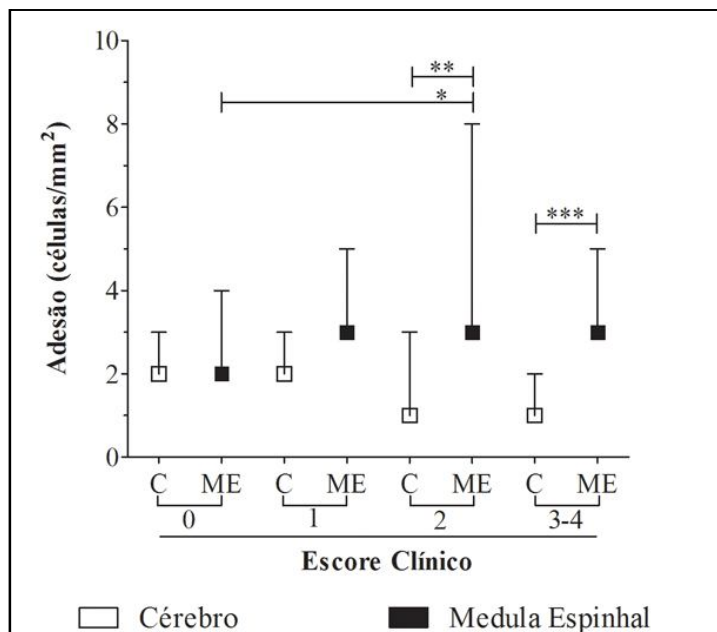 10
**
*
8
6
***
4
2
0
Adesão (células/mm²)
C ME C ME C ME C ME
0 1 2 3-4
Escore Clínico
Cérebro Medula Espinhal